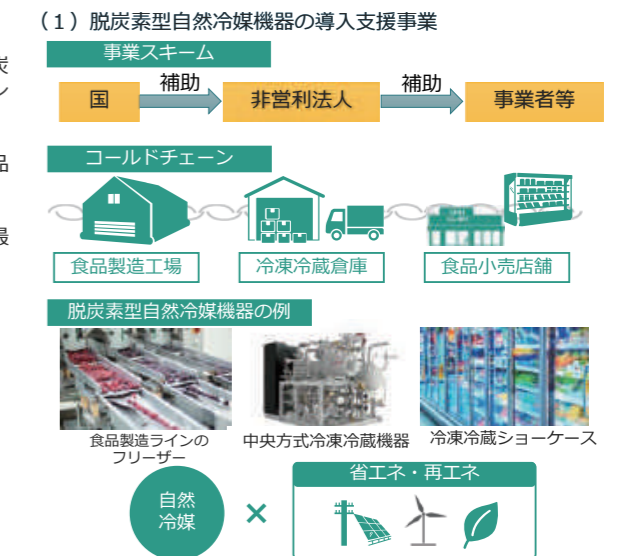 （1）脱炭素型自然冷媒機器の導入支援事業
事業スキーム
国
補助
非営利法人
補助
事業者等
コールドチェーン
食品製造工場
冷凍冷蔵倉庫
食品小売店舗
脱炭素型自然冷媒機器の例
食品製造ラインの
フリーザー
中央方式冷凍冷蔵機器
冷凍冷蔵ショーケース
自然
冷媒
×
省エネ・再エネ
炭
ン
品